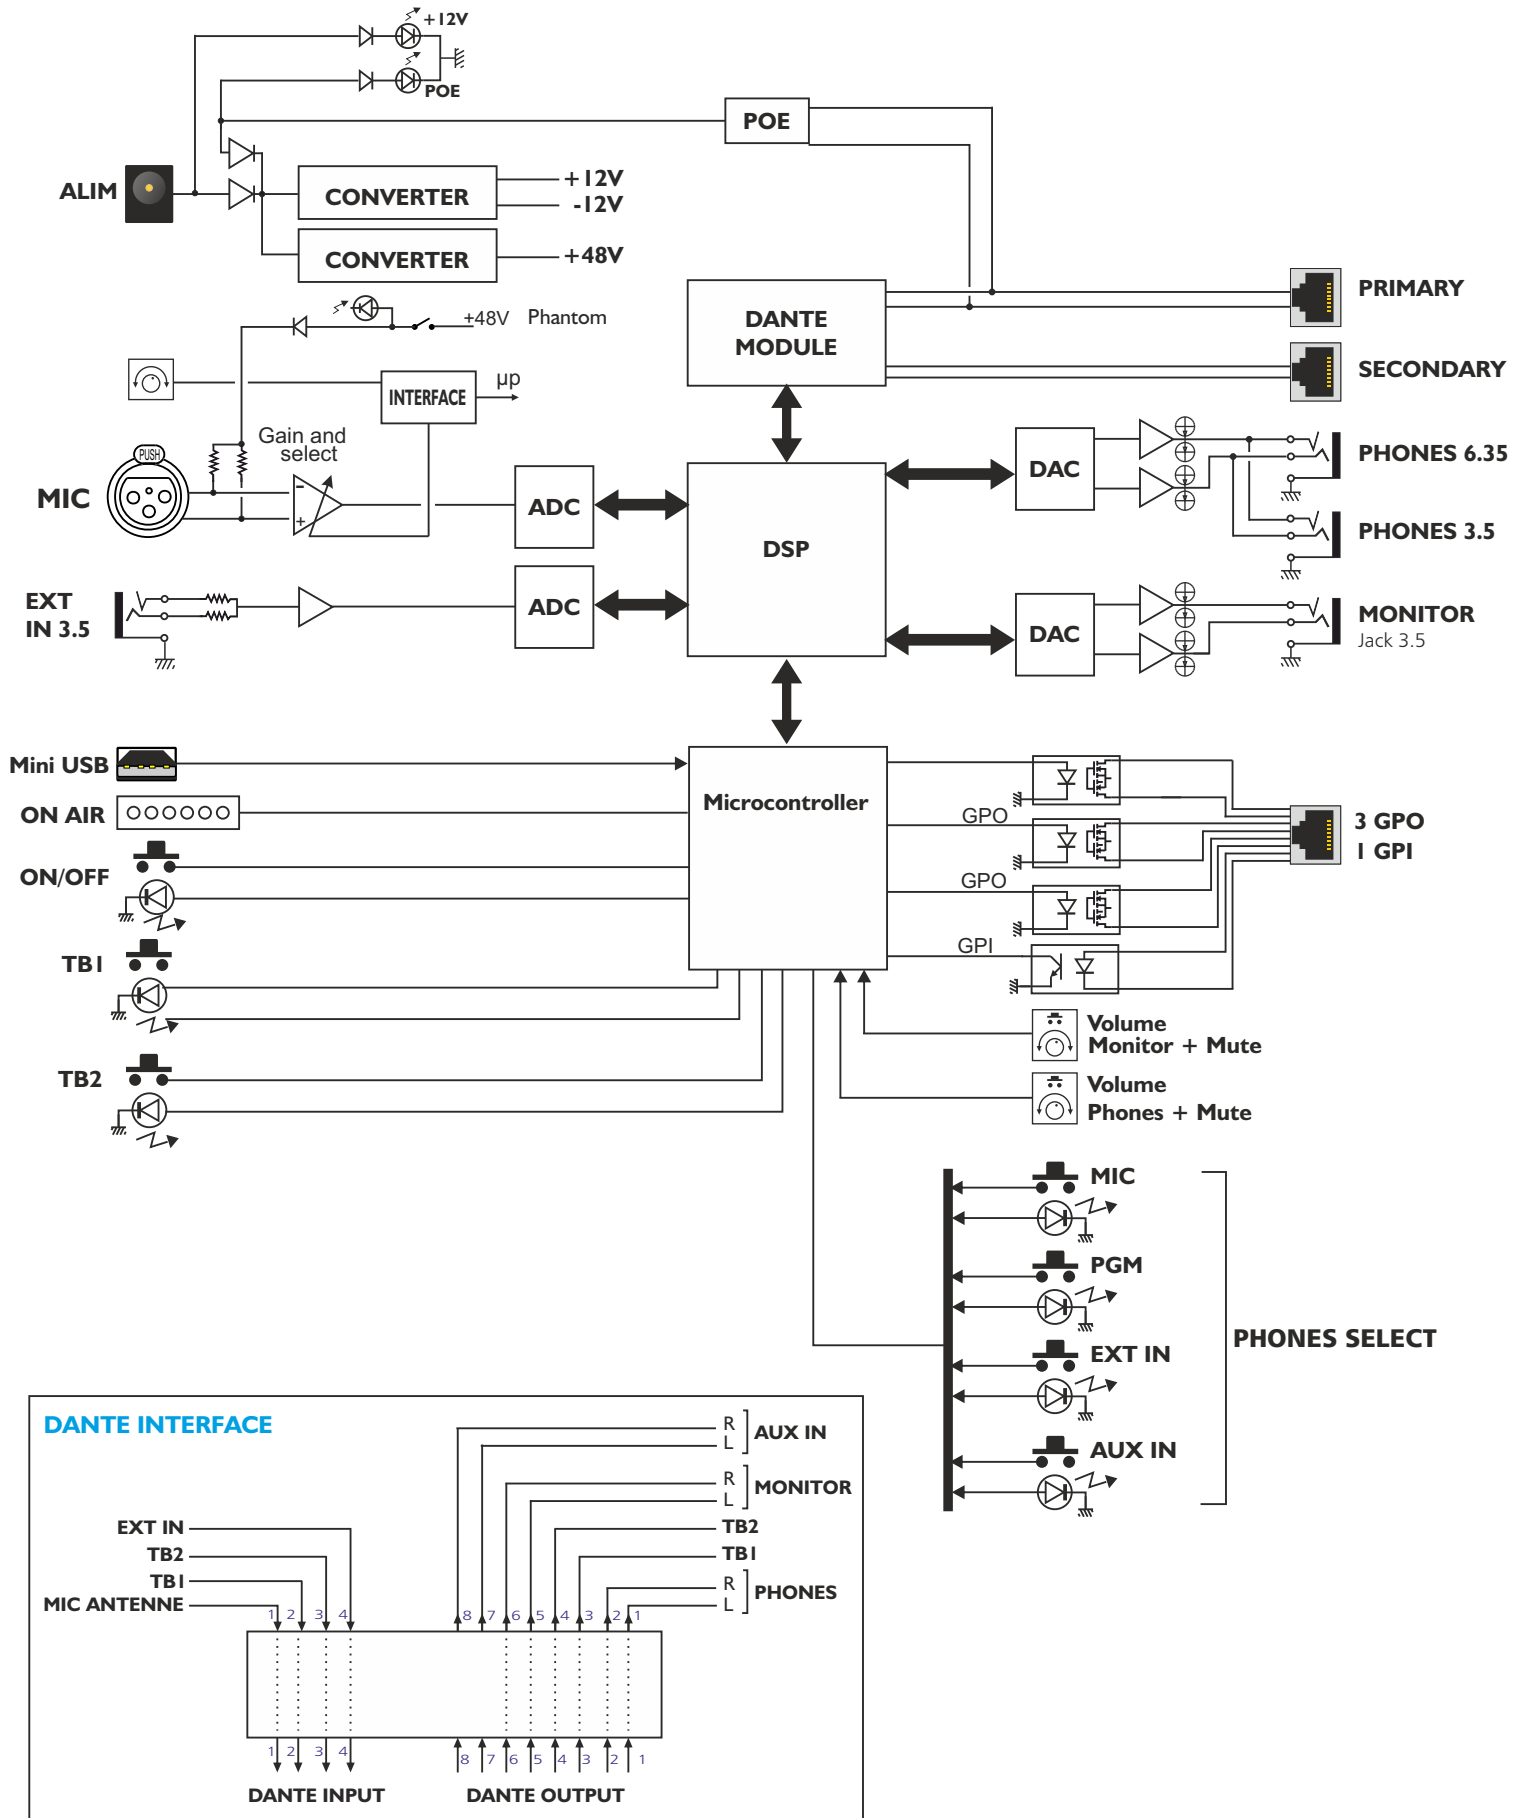 +12V
POE
POE
ALIM
CONVERTER
+12V
-12V
CONVERTER
+48V
+48V Phantom
DANTE
MODULE
PRIMARY
SECONDARY
INTERFACE
µp
Gain and
select
PUSH
MIC
-
+
ADC
DSP
DAC
PHONES 6.35
PHONES 3.5
EXT
IN 3.5
ADC
DAC
MONITOR
Jack 3.5
Mini USB
ON AIR
ON/OFF
TB1
TB2
Microcontroller
GPO
GPO
GPI
3 GPO
1 GPI
Volume
Monitor + Mute
Volume
Phones + Mute
MIC
PGM
EXT IN
AUX IN
PHONES SELECT
DANTE INTERFACE
R
L
AUX IN
R
L
MONITOR
EXT IN
TB2
TB1
MIC ANTENNE
TB2
TB1
R
L
PHONES
1 2 3 4
8 7 6 5 4 3 2 1
1 2 3 4
8 7 6 5 4 3 2 1
DANTE INPUT
DANTE OUTPUT